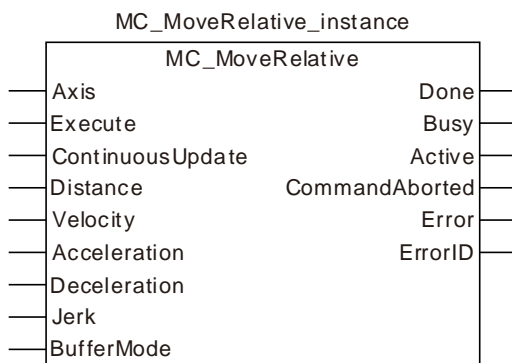 MC_MoveRelative_instance
MC_MoveRelative
Axis Done
Execute Busy
ContinuousUpdate Active
Distance CommandAborted
Velocity Error
Acceleration ErrorID
Deceleration
Jerk
BufferMode